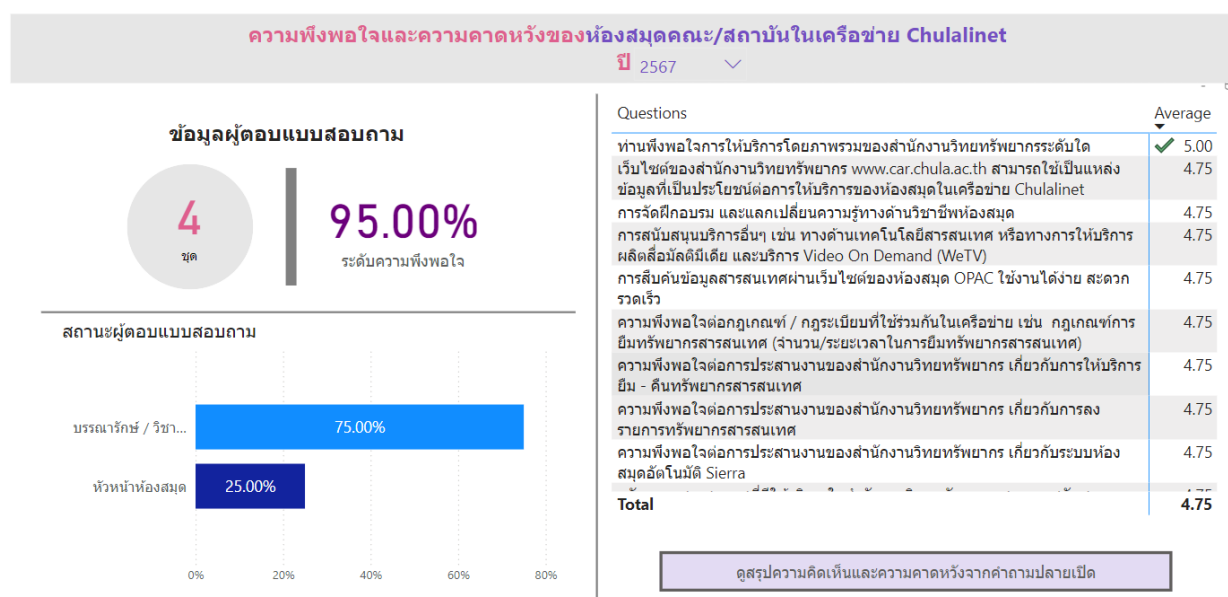 ความพึงพอใจและความคาดหวังของห้องสมุดคณะ/สถาบันในเครือข่าย Chulalinet
ปี 2567
ข้อมูลผู้ตอบแบบสอบถาม
4
ชุด
95.00%
ระดับความพึงพอใจ
สถานะผู้ตอบแบบสอบถาม
บรรณารักษ์ / วิชา... 75.00%
หัวหน้าห้องสมุด 25.00%
0% 20% 40% 60% 80%
Questions Average
ท่านพึงพอใจการให้บริการโดยภาพรวมของสำนักงานวิทยทรัพยากรระดับใด 5.00
เว็บไซต์ของสำนักงานวิทยทรัพยากร www.car.chula.ac.th สามารถใช้เป็นแหล่ง 4.75
ข้อมูลที่เป็นประโยชน์ต่อการให้บริการของห้องสมุดในเครือข่าย Chulalinet
การจัดฝึกอบรม และแลกเปลี่ยนความรู้ทางด้านวิชาชีพห้องสมุด 4.75
การสนับสนุนบริการอื่นๆ เช่น ทางด้านเทคโนโลยีสารสนเทศ หรือทางการให้บริการ 4.75
ผลิตสื่อมัลติมีเดีย และบริการ Video On Demand (WeTV)
การสืบค้นข้อมูลสารสนเทศผ่านเว็บไซต์ของห้องสมุด OPAC ใช้งานได้ง่าย สะดวก 4.75
รวดเร็ว
ความพึงพอใจต่อกฎเกณฑ์ / กฎระเบียบที่ใช้ร่วมกันในเครือข่าย เช่น กฎเกณฑ์การ 4.75
ยืมทรัพยากรสารสนเทศ (จำนวน/ระยะเวลาในการยืมทรัพยากรสารสนเทศ)
ความพึงพอใจต่อการประสานงานของสำนักงานวิทยทรัพยากร เกี่ยวกับการให้บริการ 4.75
ยืม - คืนทรัพยากรสารสนเทศ
ความพึงพอใจต่อการประสานงานของสำนักงานวิทยทรัพยากร เกี่ยวกับการลง 4.75
รายการทรัพยากรสารสนเทศ
ความพึงพอใจต่อการประสานงานของสำนักงานวิทยทรัพยากร เกี่ยวกับระบบห้อง 4.75
สมุดอัตโนมัติ Sierra
Total 4.75
ดูสรุปความคิดเห็นและความคาดหวังจากคำถามปลายเปิด